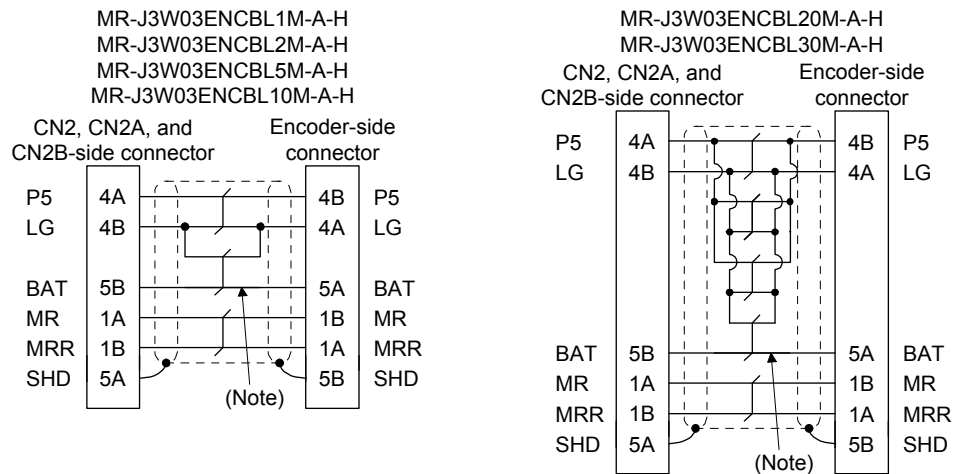 MR-J3W03ENCBL1M-A-H
MR-J3W03ENCBL2M-A-H
MR-J3W03ENCBL5M-A-H
MR-J3W03ENCBL10M-A-H
CN2, CN2A, and
CN2B-side connector
Encoder-side
connector
P5 4A 4B P5
LG 4B 4A LG
BAT 5B 5A BAT
MR 1A 1B MR
MRR 1B 1A MRR
SHD 5A 5B SHD
(Note)
MR-J3W03ENCBL20M-A-H
MR-J3W03ENCBL30M-A-H
CN2, CN2A, and
CN2B-side connector
Encoder-side
connector
P5 4A 4B P5
LG 4B 4A LG
BAT 5B 5A BAT
MR 1A 1B MR
MRR 1B 1A MRR
SHD 5A 5B SHD
(Note)